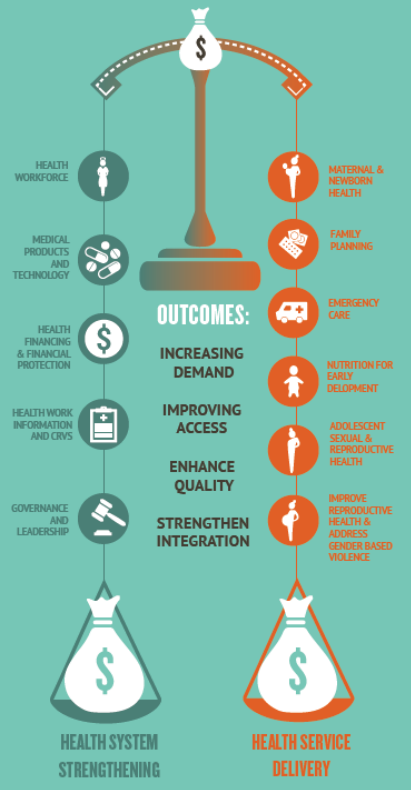 $
HEALTH
WORKFORCE
MEDICAL
PRODUCTS
AND
TECHNOLOGY
HEALTH
FINANCING
& FINANCIAL
PROTECTION
$
HEALTH WORK
INFORMATION
AND CRVS
GOVERNANCE
AND
LEADERSHIP
OUTCOMES:
INCREASING
DEMAND
IMPROVING
ACCESS
ENHANCE
QUALITY
STRENGTHEN
INTEGRATION
MATERNAL &
NEWBORN
HEALTH
FAMILY
PLANNING
EMERGENCY
CARE
NUTRITION FOR
EARLY
DELOPMENT
ADOLESCENT
SEXUAL &
REPRODUCTIVE
HEALTH
IMPROVE
REPRODUCTIVE
HEALTH &
ADDRESS
GENDER BASED
VIOLENCE
$
HEALTH SYSTEM
STRENGTHENING
$
HEALTH SERVICE
DELIVERY